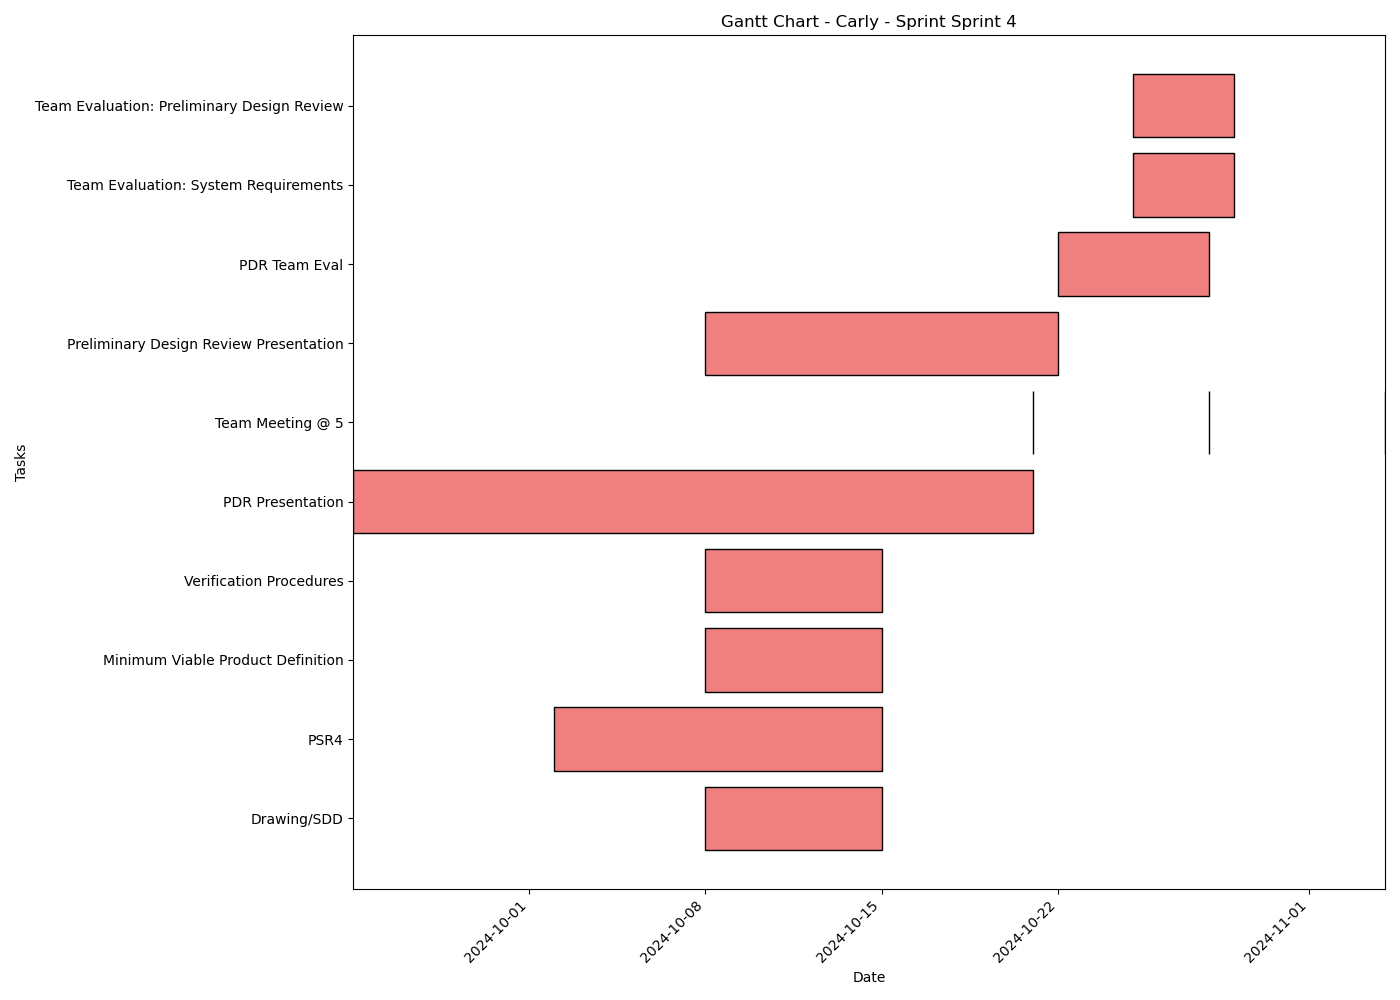 Gantt Chart - Carly - Sprint Sprint 4
Team Evaluation: Preliminary Design Review
Team Evaluation: System Requirements
PDR Team Eval
Preliminary Design Review Presentation
Team Meeting @ 5
PDR Presentation
Verification Procedures
Minimum Viable Product Definition
PSR4
Drawing/SDD
Tasks
2024-10-01
2024-10-08
2024-10-15
2024-10-22
2024-11-01
Date